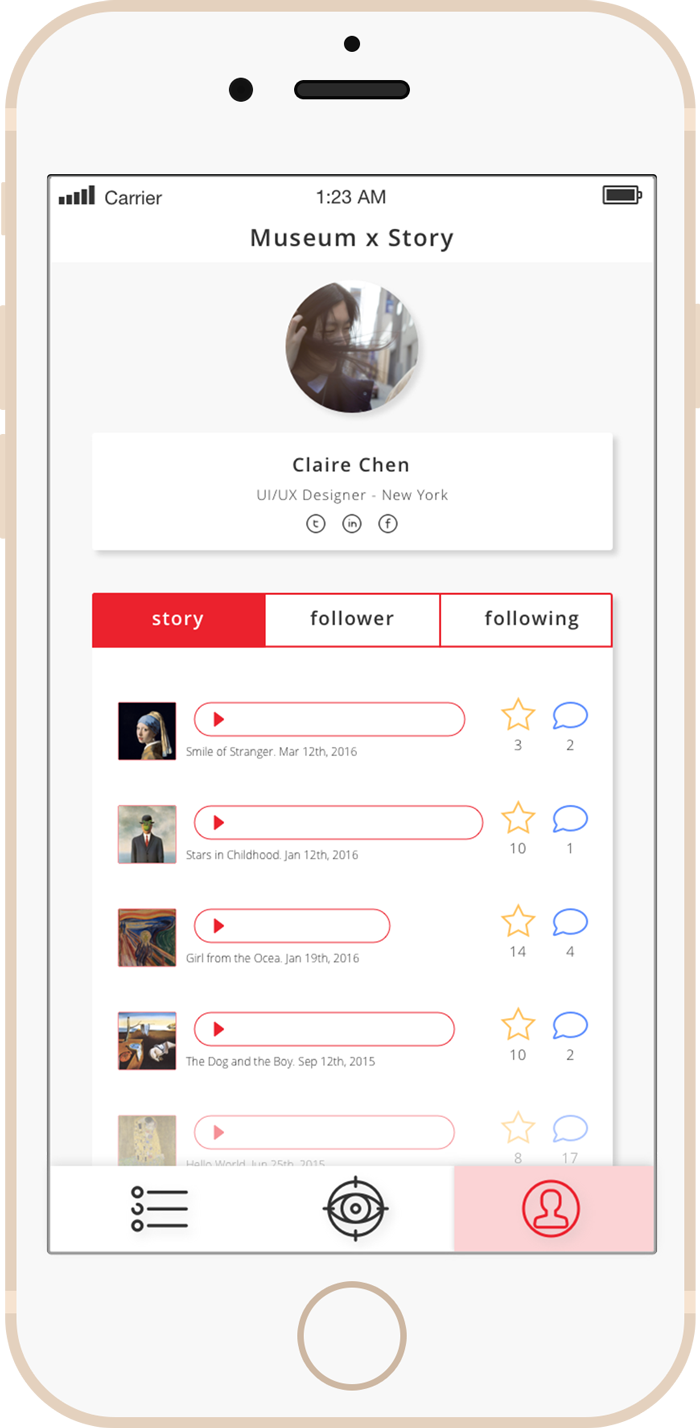 Carrier 1:23 AM
Museum x Story
Claire Chen
UI/UX Designer - New York
t in f
story follower following
3 2
Smile of Stranger. Mar 12th, 2016
10 1
Stars in Childhood. Jan 12th, 2016
14 4
Girl from the Ocea. Jan 19th, 2016
10 2
The Dog and the Boy. Sep 12th, 2015
8 17
Hello World. Jun 25th, 2015